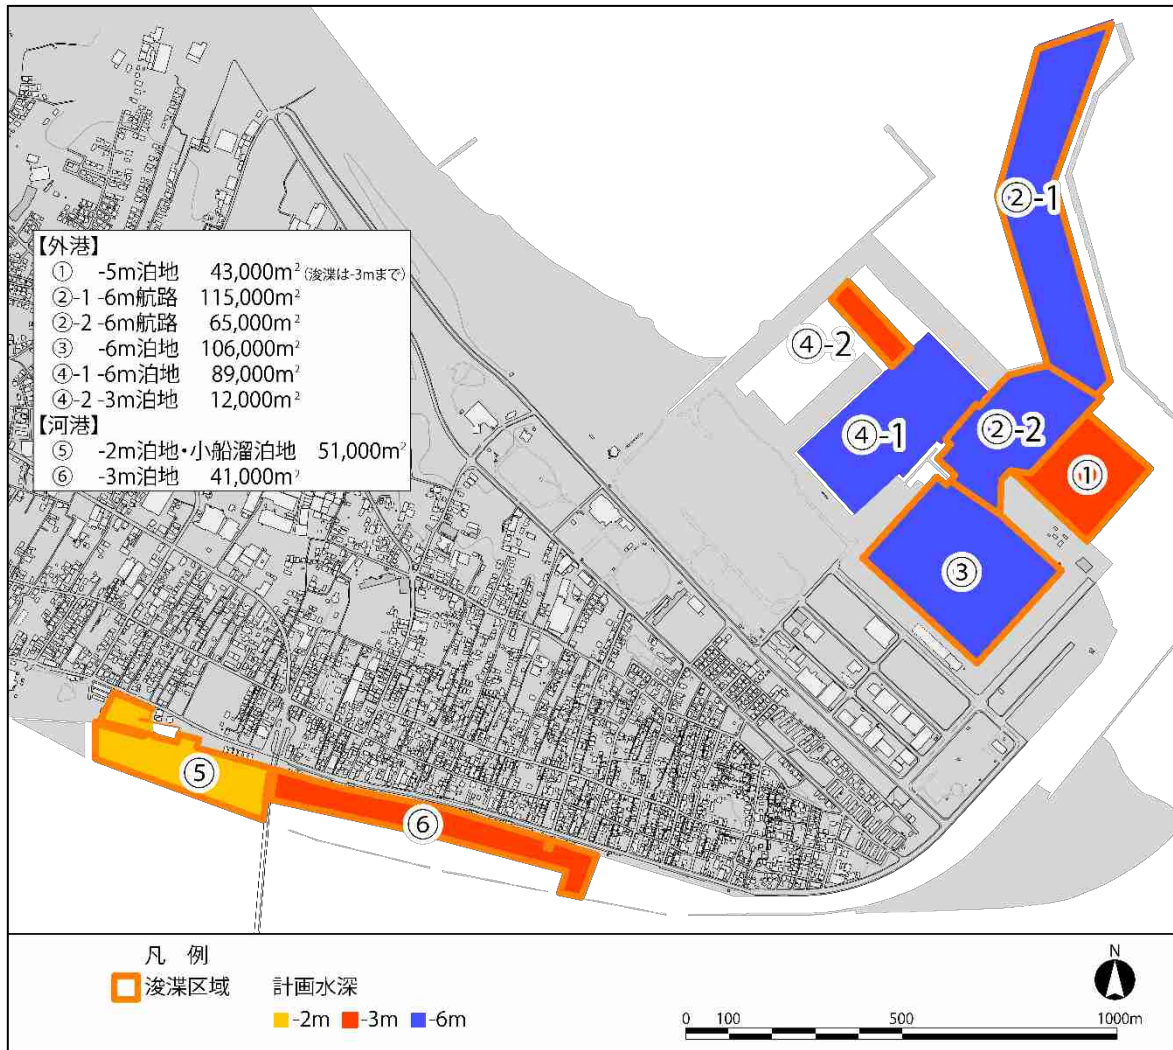 【外港】
① -5m泊地 43,000m² (浚渫は-3mまで)
②-1 -6m航路 115,000m²
②-2 -6m航路 65,000m²
③ -6m泊地 106,000m²
④-1 -6m泊地 89,000m²
④-2 -3m泊地 12,000m²
【河港】
⑤ -2m泊地・小船溜泊地 51,000m²
⑥ -3m泊地 41,000m²
②-1
④-2
④-1
②-2
①
③
⑤
⑥
凡 例
浚渫区域
計画水深
-2m -3m -6m
N
0 100 500 1000m